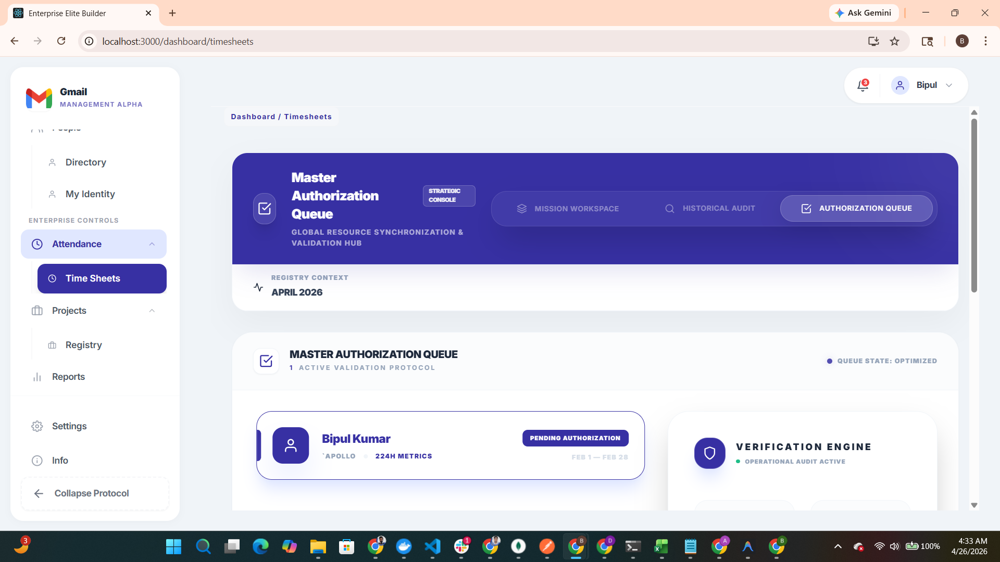 Enterprise Elite Builder
Ask Gemini
localhost:3000/dashboard/timesheets
B
Gmail
MANAGEMENT ALPHA
People
Directory
My Identity
ENTERPRISE CONTROLS
Attendance
Time Sheets
Projects
Registry
Reports
Settings
Info
Collapse Protocol
3
Bipul
Dashboard / Timesheets
Master
Authorization
Queue
STRATEGIC
CONSOLE
GLOBAL RESOURCE SYNCHRONIZATION &
VALIDATION HUB
MISSION WORKSPACE
HISTORICAL AUDIT
AUTHORIZATION QUEUE
REGISTRY CONTEXT
APRIL 2026
MASTER AUTHORIZATION QUEUE
1 ACTIVE VALIDATION PROTOCOL
QUEUE STATE: OPTIMIZED
Bipul Kumar
`APOLLO
224H METRICS
PENDING AUTHORIZATION
FEB 1 — FEB 28
VERIFICATION ENGINE
OPERATIONAL AUDIT ACTIVE
3
1
B
D
A
B
100%
4:33 AM
4/26/2026